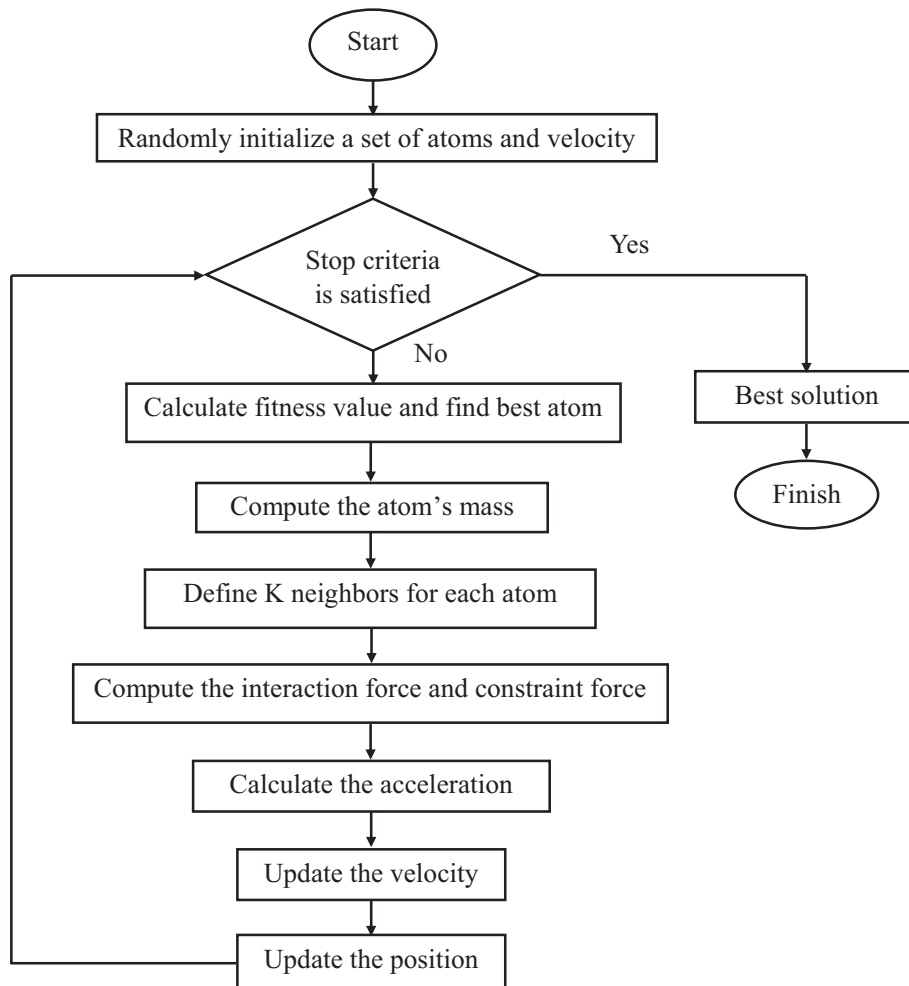 Start
Randomly initialize a set of atoms and velocity
Stop criteria
is satisfied
Yes
No
Calculate fitness value and find best atom
Best solution
Compute the atom’s mass
Finish
Define K neighbors for each atom
Compute the interaction force and constraint force
Calculate the acceleration
Update the velocity
Update the position